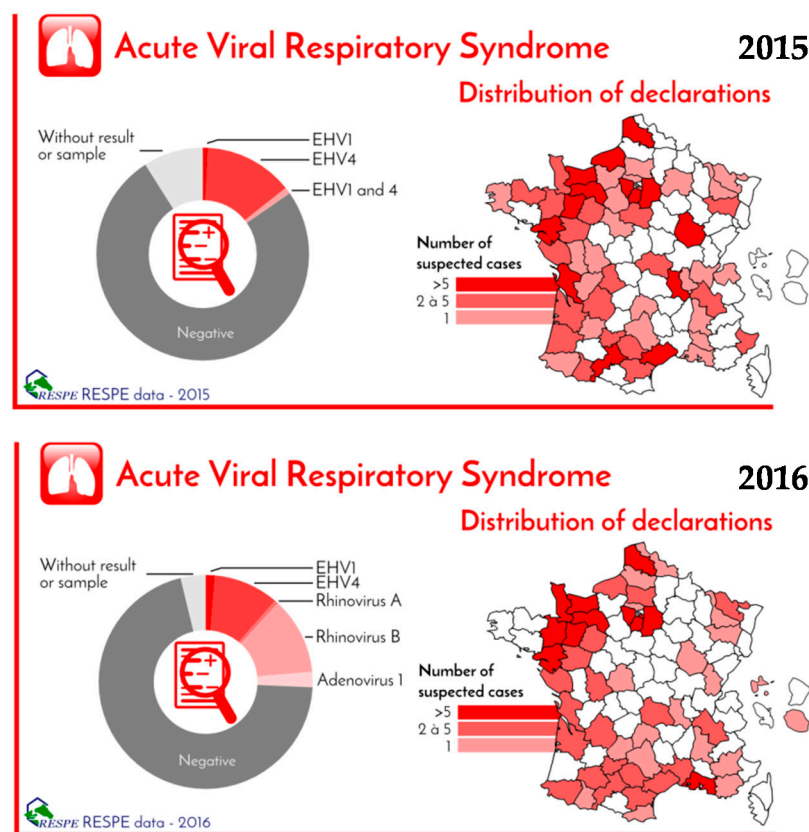 Acute Viral Respiratory Syndrome
2015
Distribution of declarations
Without result
or sample
EHV1
EHV4
EHV1 and 4
Negative
Number of
suspected cases
>5
2 à 5
1
RESPE RESPE data - 2015
Acute Viral Respiratory Syndrome
2016
Distribution of declarations
Without result
or sample
EHV1
EHV4
Rhinovirus A
Rhinovirus B
Adenovirus 1
Negative
Number of
suspected cases
>5
2 à 5
1
RESPE RESPE data - 2016